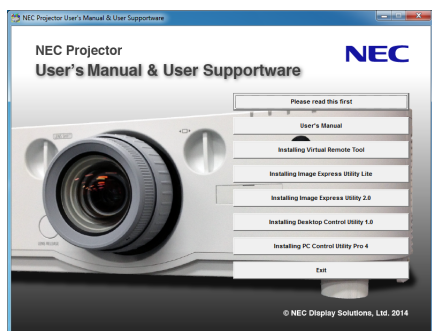 NEC Projector User's Manual & User Supportware
NEC Projector
NEC
User's Manual & User Supportware
Please read this first
User's Manual
Installing Virtual Remote Tool
Installing Image Express Utility Lite
Installing Image Express Utility 2.0
Installing Desktop Control Utility 1.0
Installing PC Control Utility Pro 4
Exit
© NEC Display Solutions, Ltd. 2014